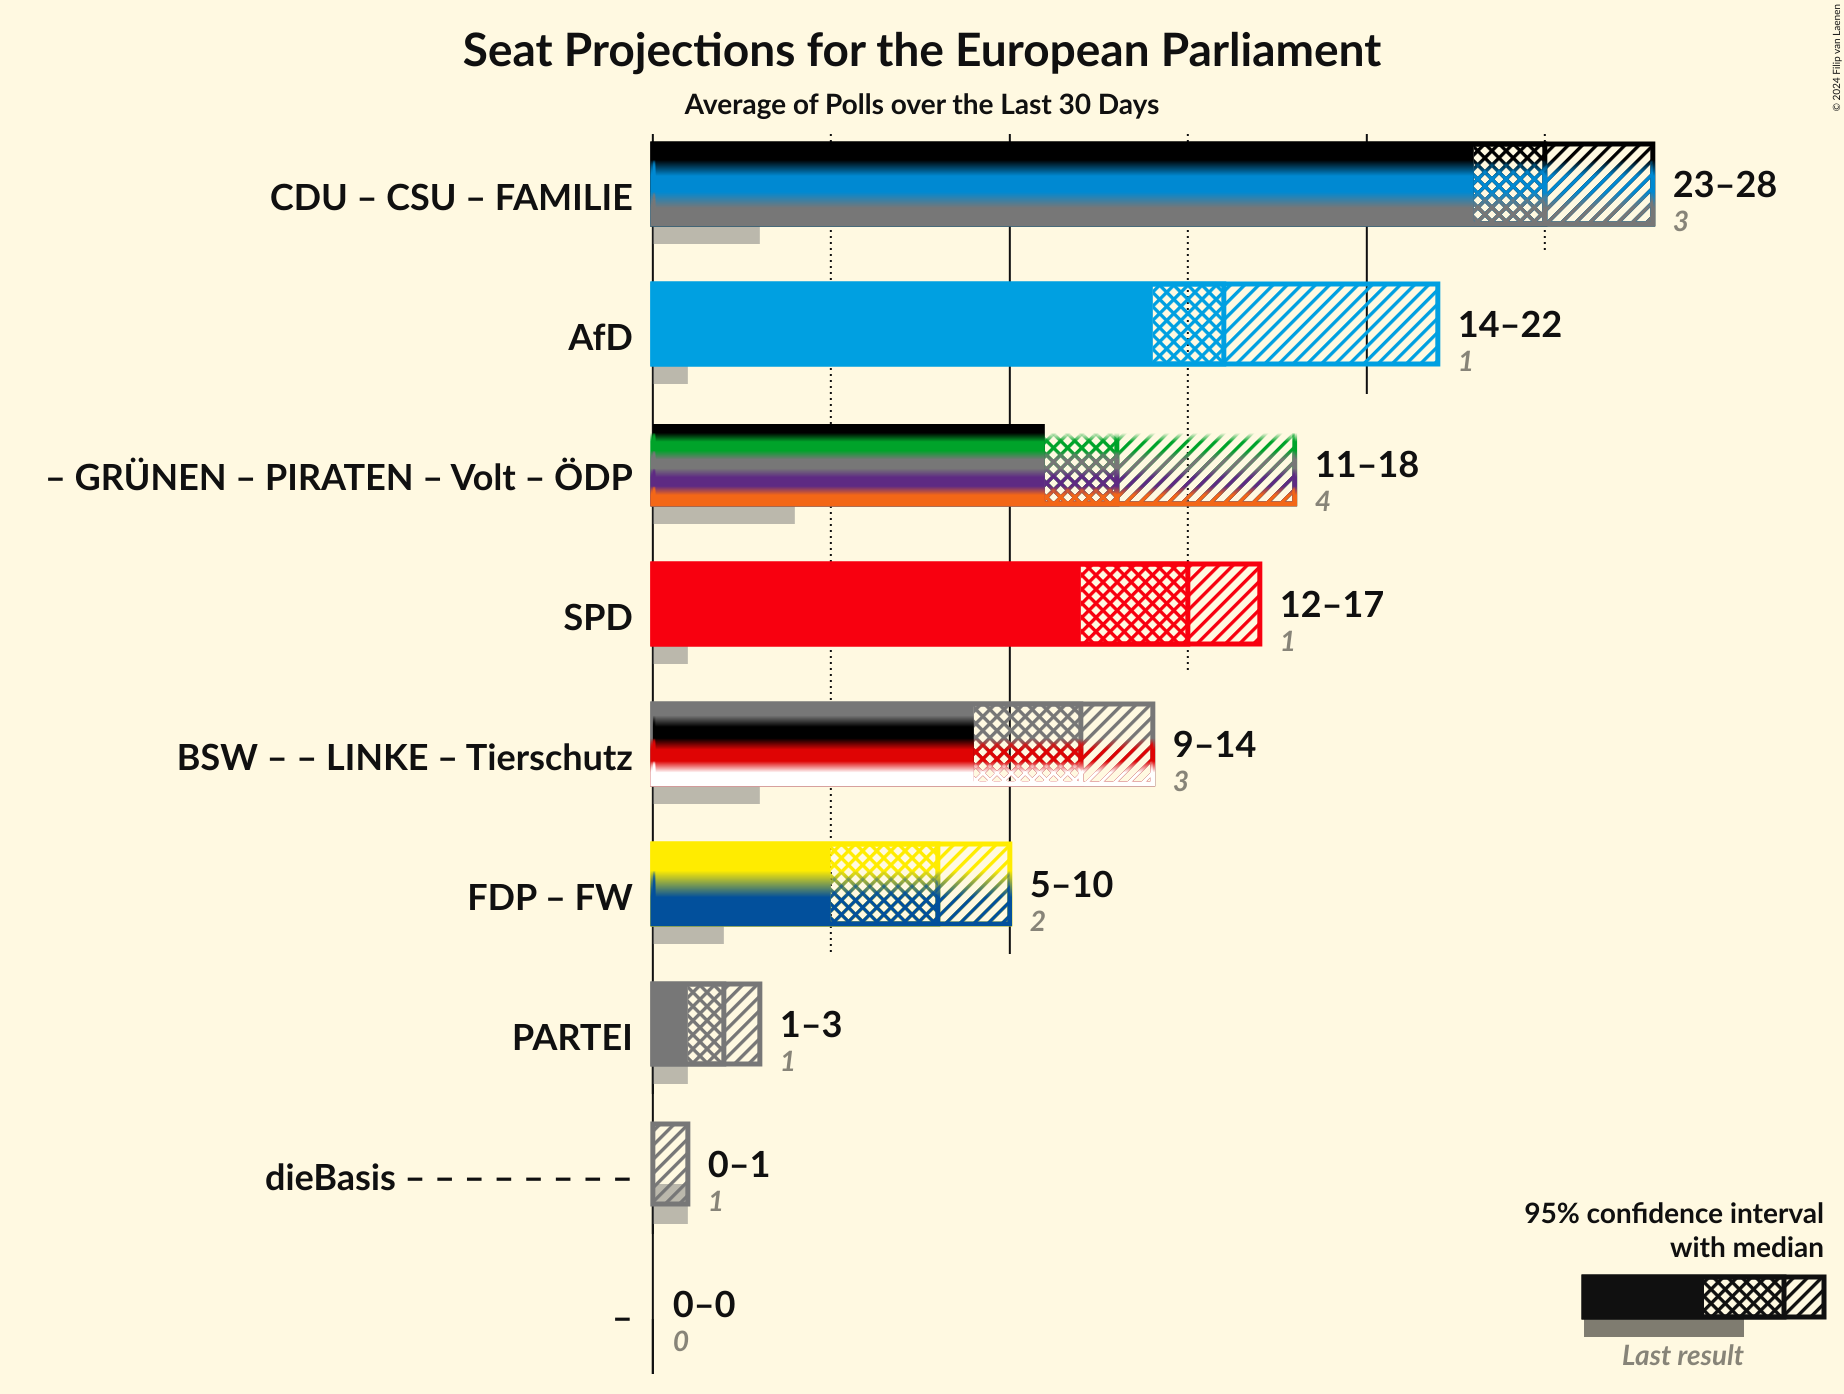 Seat Projections for the European Parliament
Average of Polls over the Last 30 Days
© 2024 Filip van Laenen
CDU – CSU – FAMILIE
23–28
3
AfD
14–22
1
– GRÜNEN – PIRATEN – Volt – ÖDP
11–18
4
SPD
12–17
1
BSW – – LINKE – Tierschutz
9–14
3
FDP – FW
5–10
2
PARTEI
1–3
1
dieBasis – – – – – – – –
0–1
1
–
0–0
0
95% confidence interval
with median
Last result